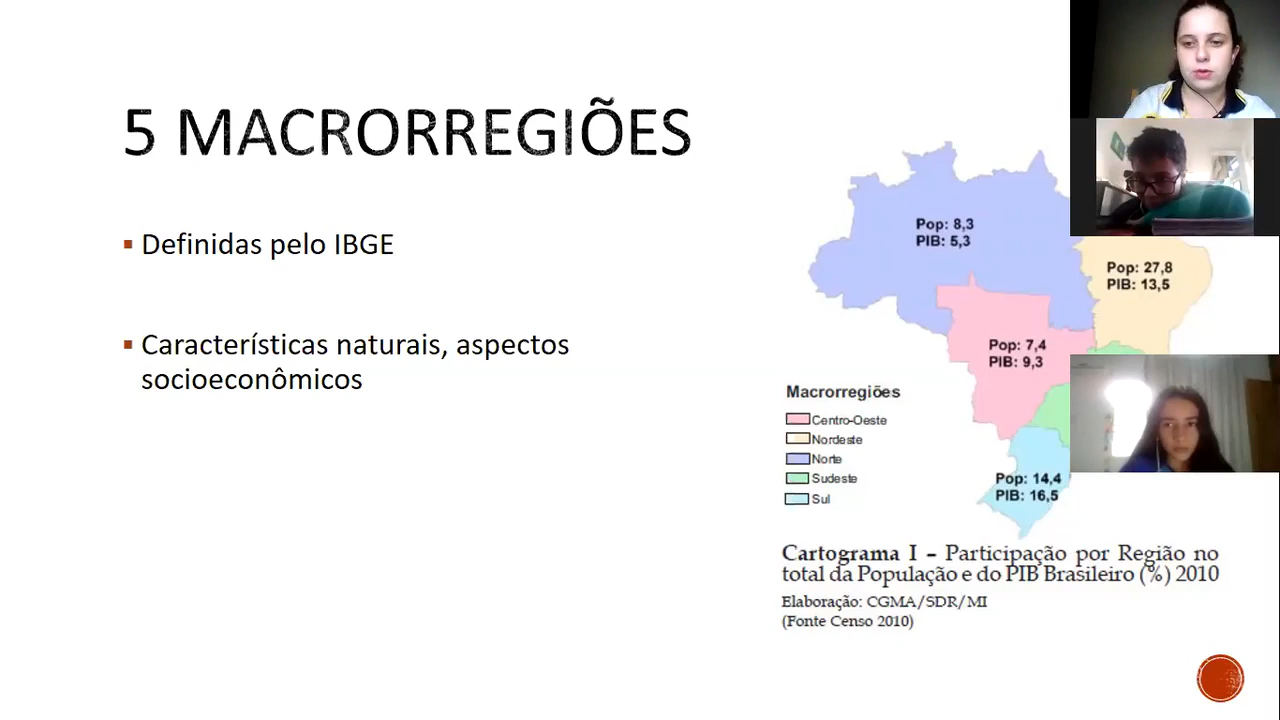 5 MACRORREGIÕES
Definidas pelo IBGE
Características naturais, aspectos
socioeconômicos
Pop: 8,3
PIB: 5,3
Pop: 27,8
PIB: 13,5
Pop: 7,4
PIB: 9,3
Macrorregiões
Centro-Oeste
Nordeste
Norte
Sudeste
Sul
Pop: 14,4
PIB: 16,5
Cartograma I – Participação por Região no
total da População e do PIB Brasileiro (%) 2010
Elaboração: CGMA/SDR/MI
(Fonte Censo 2010)